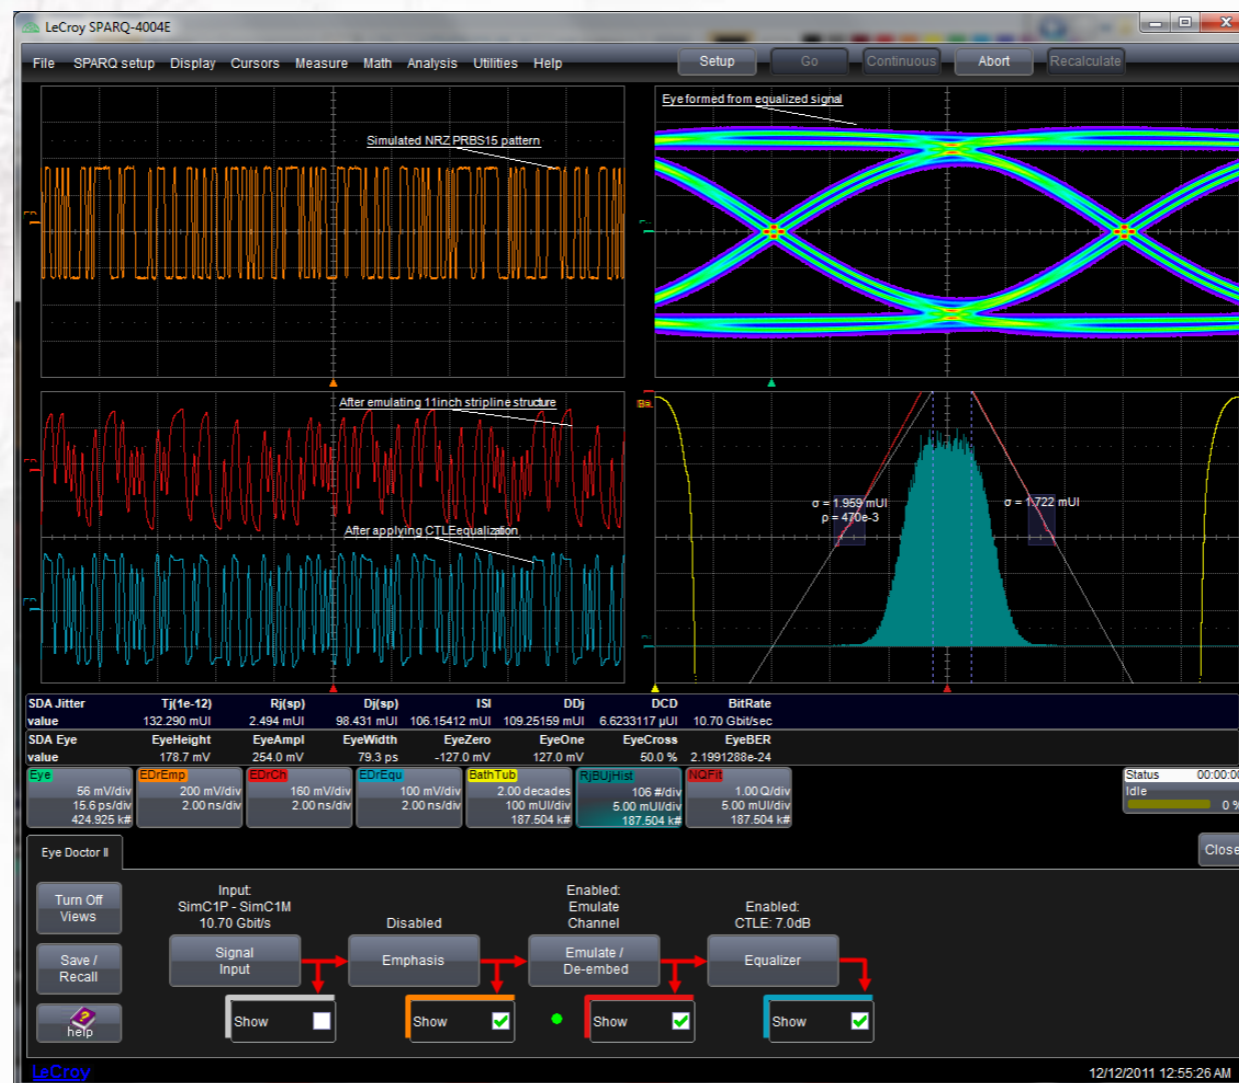 LeCroy SPARQ-4004E
File SPARQ setup Display Cursors Measure Math Analysis Utilities Help Setup Go Continuous Abort Recalculate
Simulated NRZ PRBS15 pattern
Eye formed from equalized signal
After emulating 11inch stripline structure
After applying CTLE equalization
σ = 1.959 mUI
ρ = 470e-3
σ = 1.722 mUI
SDA Jitter Tj(1e-12) Rj(sp) Dj(sp) ISI DDj DCD BitRate
value 132.290 mUI 2.494 mUI 98.431 mUI 106.15412 mUI 109.25159 mUI 6.6233117 µUI 10.70 Gbit/sec
SDA Eye EyeHeight EyeAmpl EyeWidth EyeZero EyeOne EyeCross EyeBER
value 178.7 mV 254.0 mV 79.3 ps -127.0 mV 127.0 mV 50.0 % 2.1991288e-24
Eye
56 mV/div
15.6 ps/div
424.925 k#
EDrEmp
200 mV/div
2.00 ns/div
EDrCh
160 mV/div
2.00 ns/div
EDrEqu
100 mV/div
2.00 ns/div
BathTub
2.00 decades
100 mUI/div
187.504 k#
RjBUjHist
106 #/div
5.00 mUI/div
187.504 k#
NQFit
1.00 Q/div
5.00 mUI/div
187.504 k#
Status 00:00:00
Idle
0 %
Eye Doctor II
Close
Turn Off
Views
Save /
Recall
help
Input:
SimC1P - SimC1M
10.70 Gbit/s
Signal
Input
Show
Disabled
Emphasis
Show
Enabled:
Emulate
Channel
Emulate /
De-embed
Show
Enabled:
CTLE: 7.0dB
Equalizer
Show
LeCroy
12/12/2011 12:55:26 AM